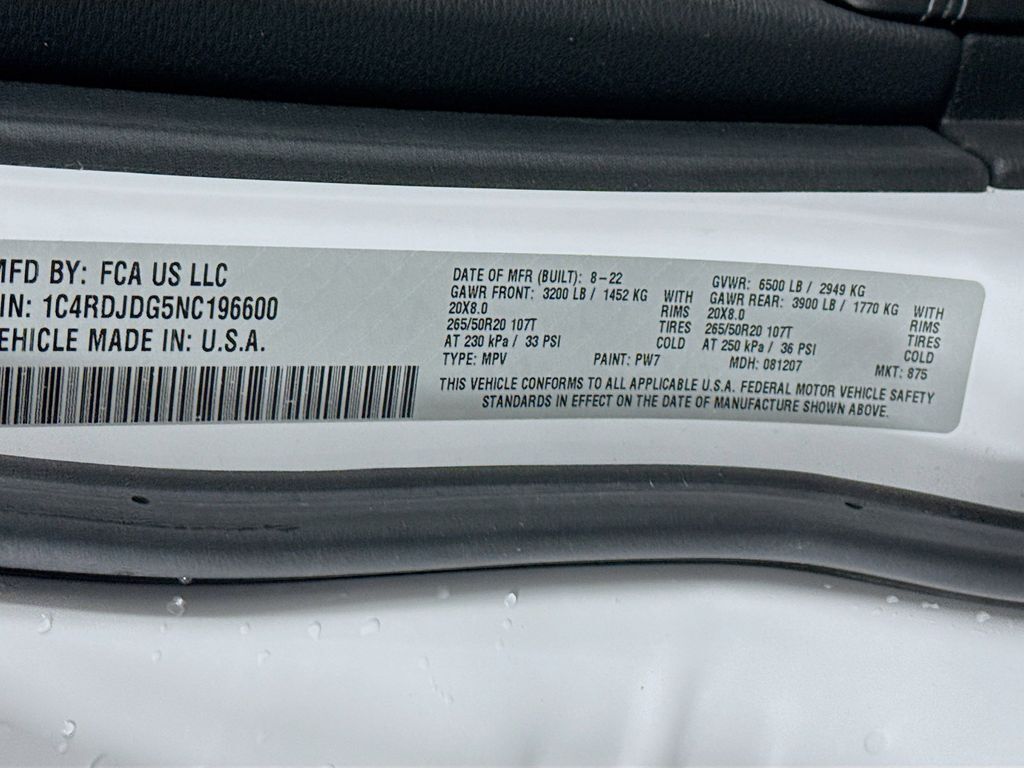 MFD BY: FCA US LLC
IN: 1C4RDJDG5NC196600
VEHICLE MADE IN: U.S.A.
DATE OF MFR (BUILT): 8-22
GAWR FRONT: 3200 LB / 1452 KG WITH
20X8.0 RIMS
265/50R20 107T TIRES
AT 230 kPa / 33 PSI COLD
TYPE: MPV PAINT: PW7
GVWR: 6500 LB / 2949 KG
GAWR REAR: 3900 LB / 1770 KG WITH
20X8.0 RIMS
265/50R20 107T TIRES
AT 250 kPa / 36 PSI COLD
MDH: 081207 MKT: 875
THIS VEHICLE CONFORMS TO ALL APPLICABLE U.S.A. FEDERAL MOTOR VEHICLE SAFETY
STANDARDS IN EFFECT ON THE DATE OF MANUFACTURE SHOWN ABOVE.